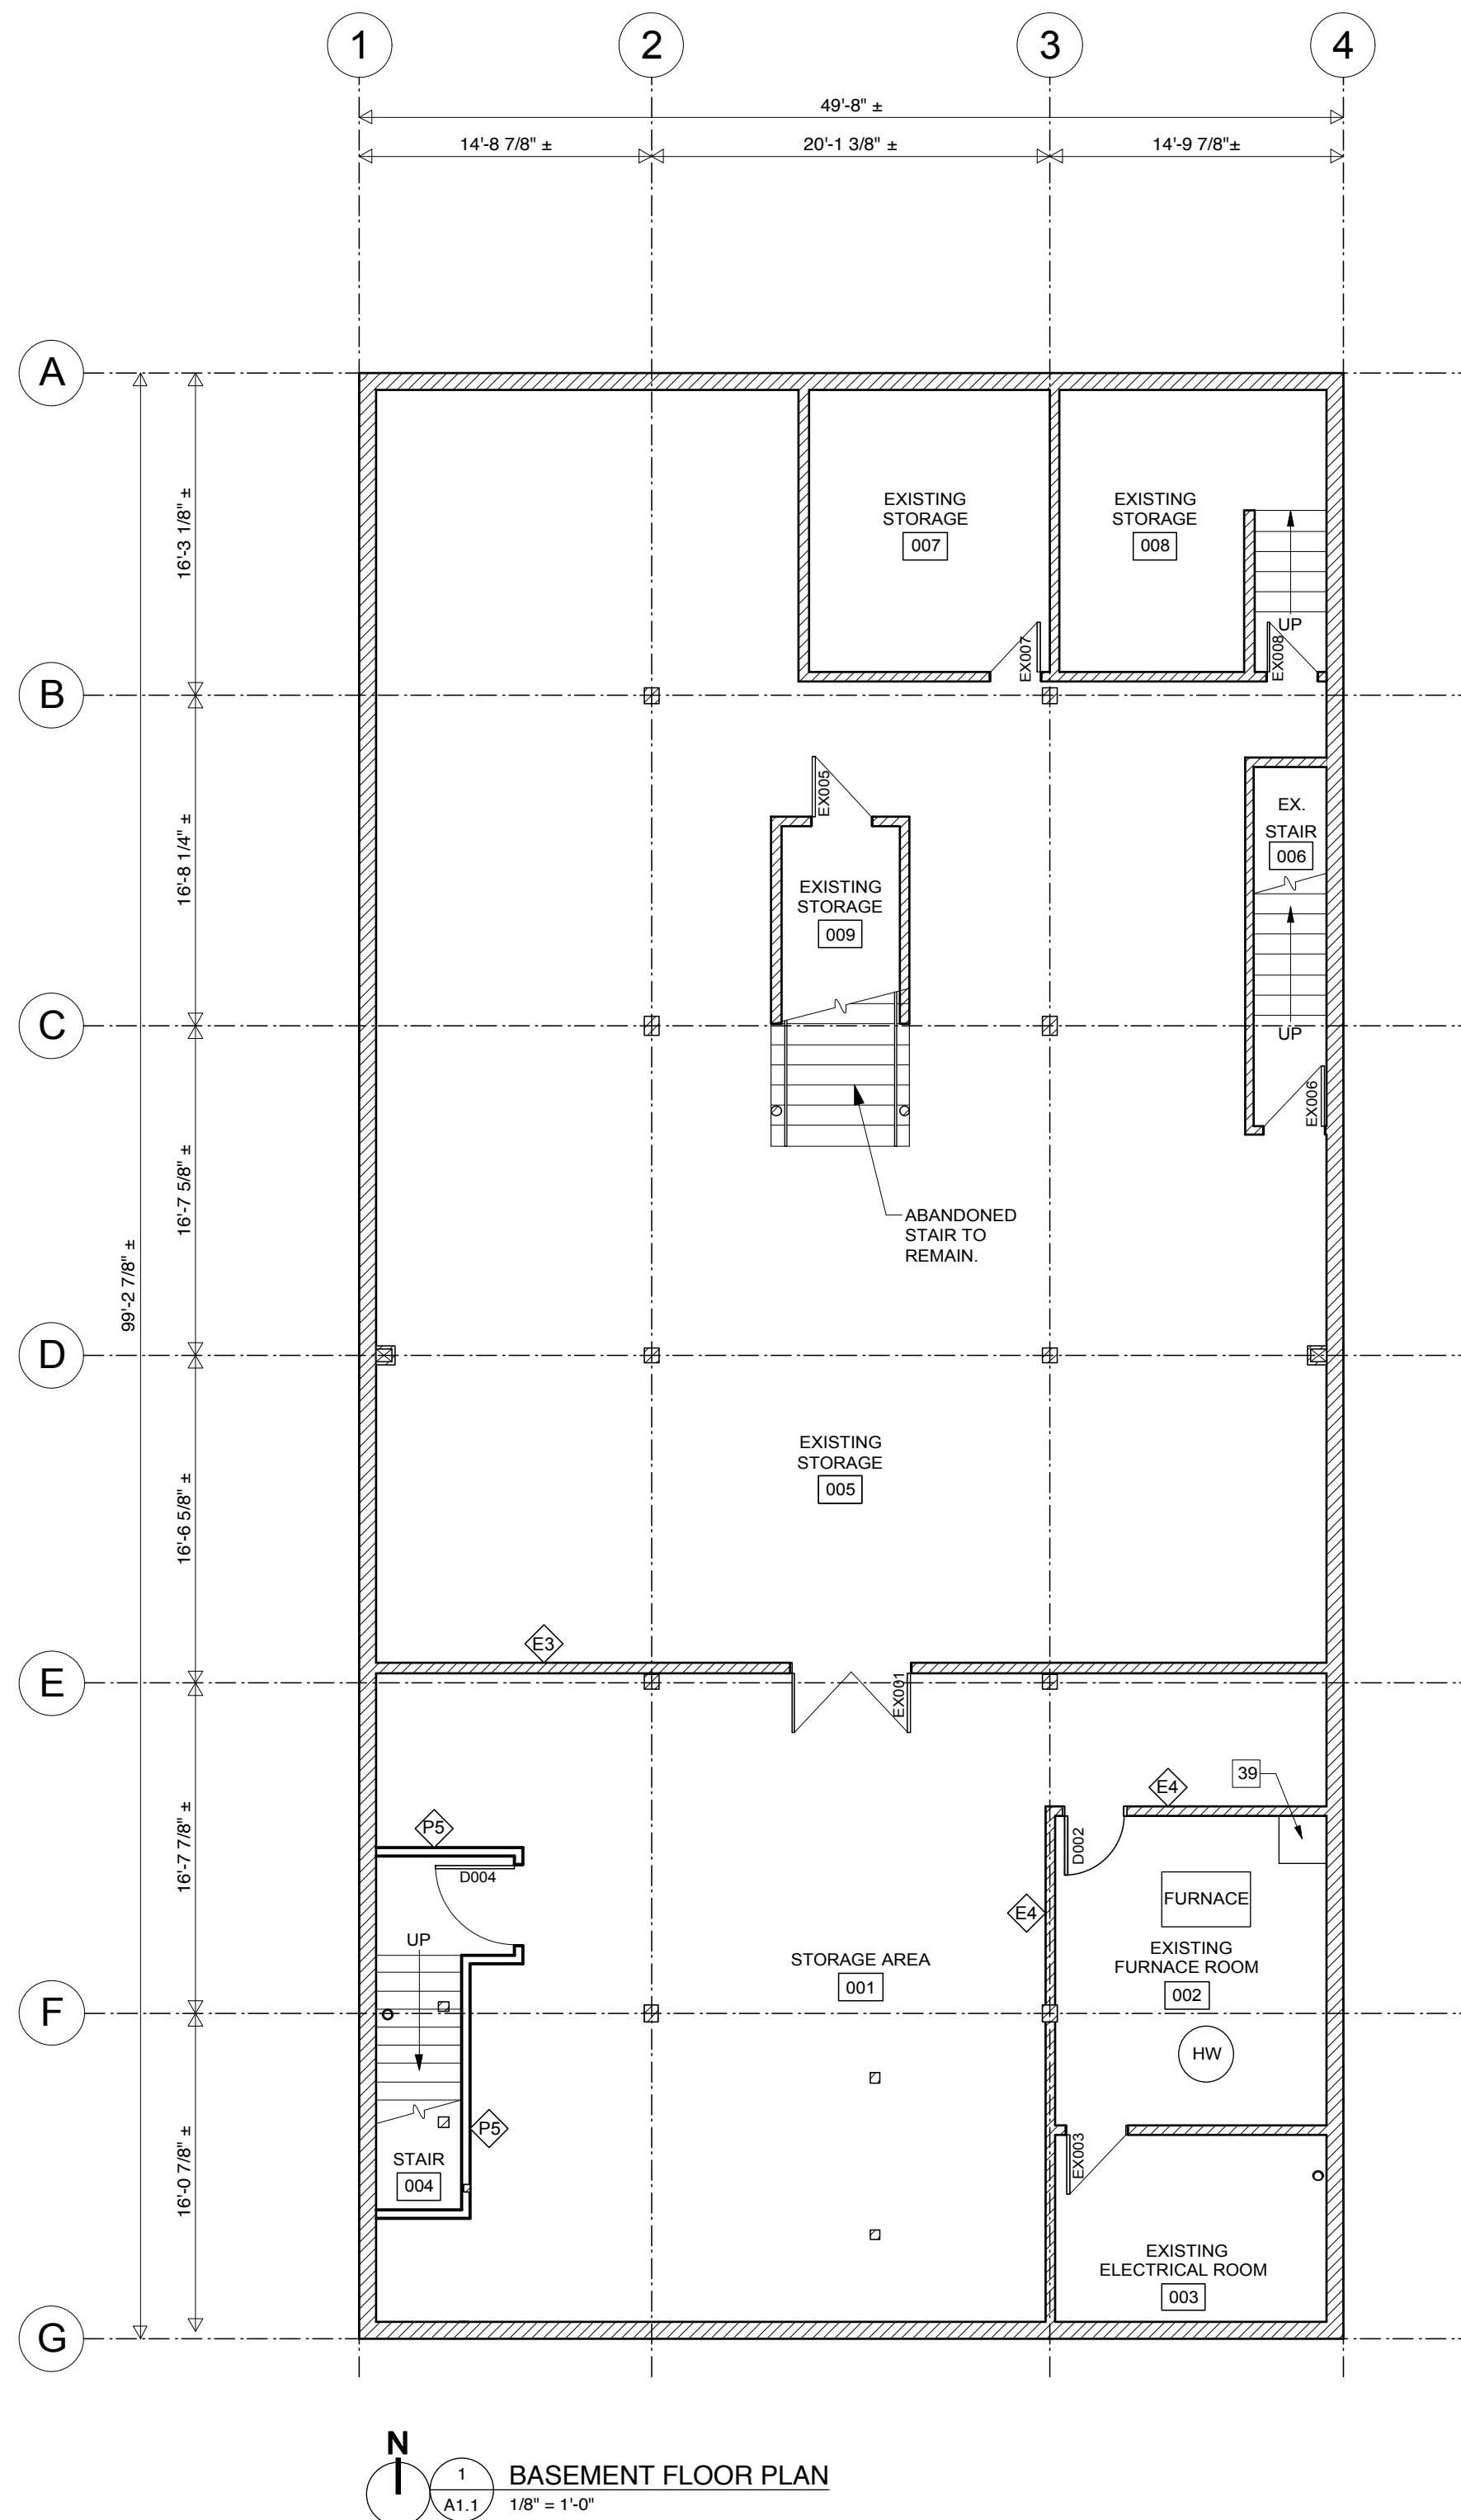 1
2
3
4
49'-8" ±
14'-8 7/8" ±
20'-1 3/8" ±
14'-9 7/8"±
A
B
C
D
E
F
G
99'-2 7/8" ±
16'-3 1/8" ±
16'-8 1/4" ±
16'-7 5/8" ±
16'-6 5/8" ±
16'-7 7/8" ±
16'-0 7/8" ±
EXISTING
STORAGE
007
EXISTING
STORAGE
008
EX007
EX008
UP
EX005
EXISTING
STORAGE
009
EX.
STAIR
006
UP
EX006
ABANDONED
STAIR TO
REMAIN.
EXISTING
STORAGE
005
E3
EX001
39
E4
P5
D004
D002
FURNACE
E4
UP
STORAGE AREA
001
EXISTING
FURNACE ROOM
002
HW
P5
STAIR
004
EX003
EXISTING
ELECTRICAL ROOM
003
N
1
A1.1
BASEMENT FLOOR PLAN
1/8" = 1'-0"